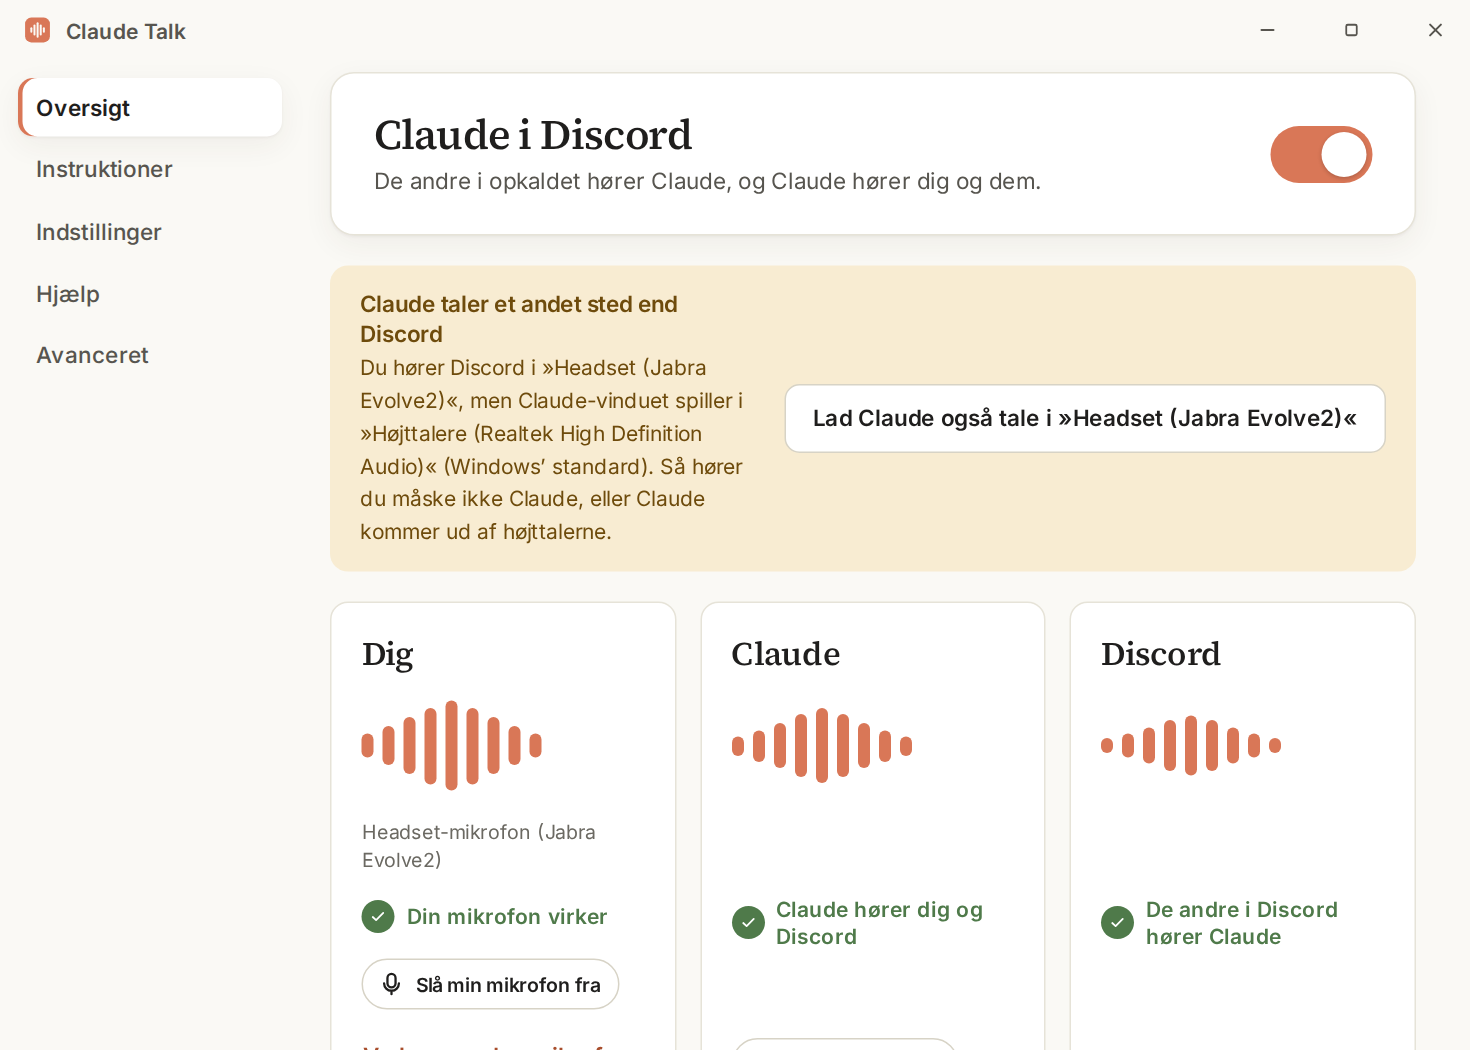 Claude Talk
Oversigt
Instruktioner
Indstillinger
Hjælp
Avanceret
Claude i Discord
De andre i opkaldet hører Claude, og Claude hører dig og dem.
Claude taler et andet sted end
Discord
Du hører Discord i »Headset (Jabra
Evolve2)«, men Claude-vinduet spiller i
»Højttalere (Realtek High Definition
Audio)« (Windows’ standard). Så hører
du måske ikke Claude, eller Claude
kommer ud af højttalerne.
Lad Claude også tale i »Headset (Jabra Evolve2)«
Dig
Headset-mikrofon (Jabra
Evolve2)
Din mikrofon virker
Slå min mikrofon fra
Claude
Claude hører dig og
Discord
Discord
De andre i Discord
hører Claude